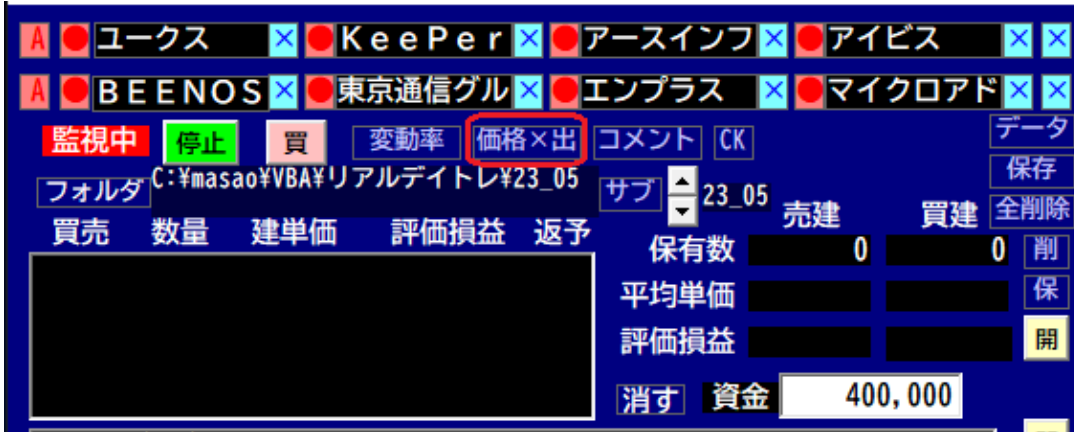 A ユークス × ＫｅｅＰｅｒ × アースインフ × アイビス × ×
A ＢＥＥＮＯＳ × 東京通信グル × エンプラス × マイクロアド × ×
監視中 停止 買 変動率 価格×出 コメント CK データ
保存
フォルダ C:¥masao¥VBA¥リアルデイトレ¥23_05 サブ 23_05 全削除
買売 数量 建単価 評価損益 返予 売建 買建
保有数 0 0 削
平均単価 保
評価損益 開
消す 資金 400,000